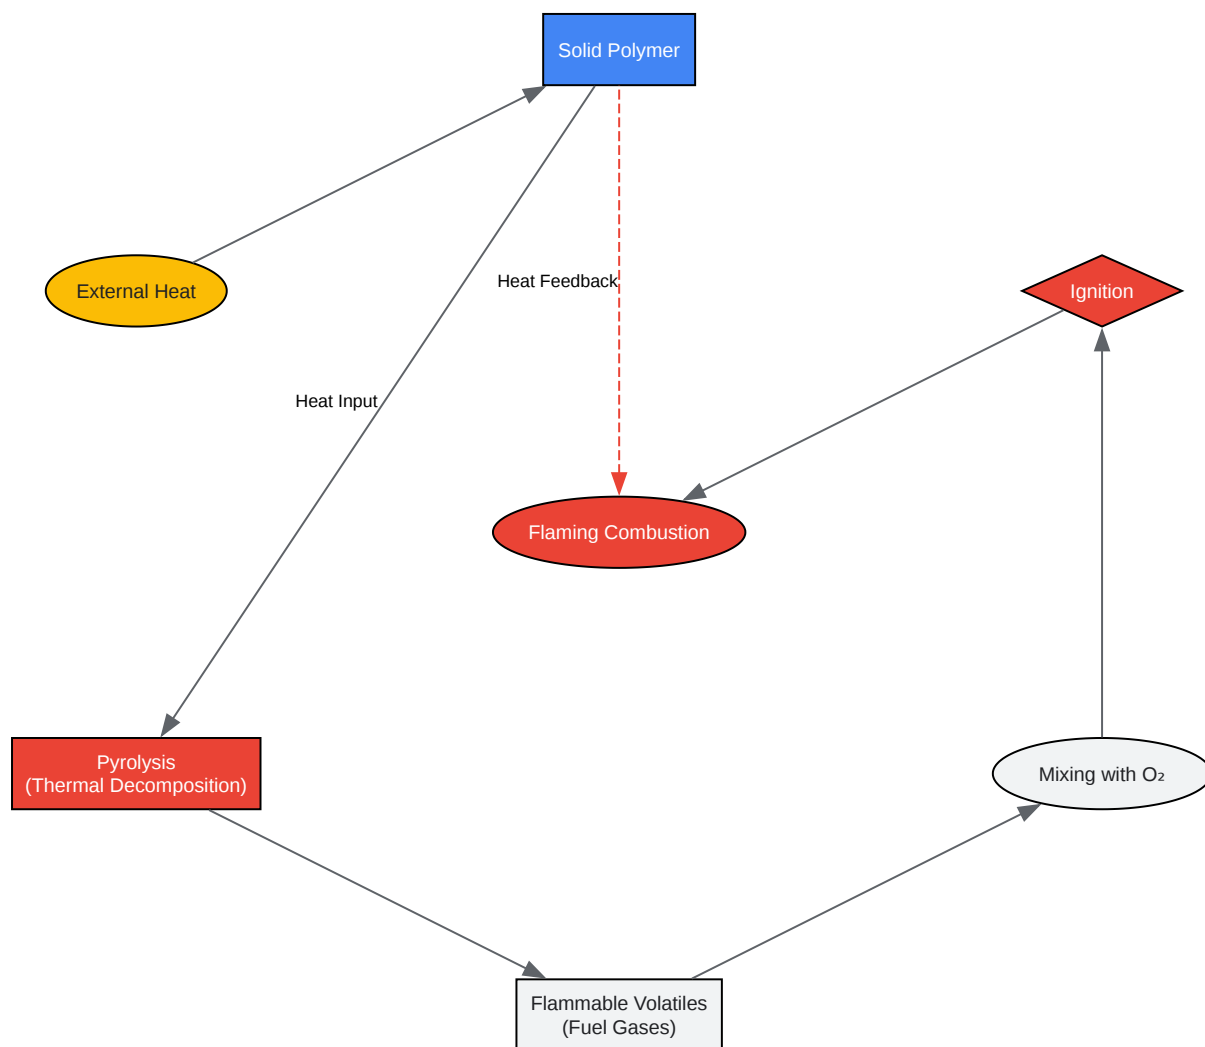 Solid Polymer
External Heat
Heat Feedback
Ignition
Heat Input
Flaming Combustion
Pyrolysis
(Thermal Decomposition)
Mixing with O₂
Flammable Volatiles
(Fuel Gases)